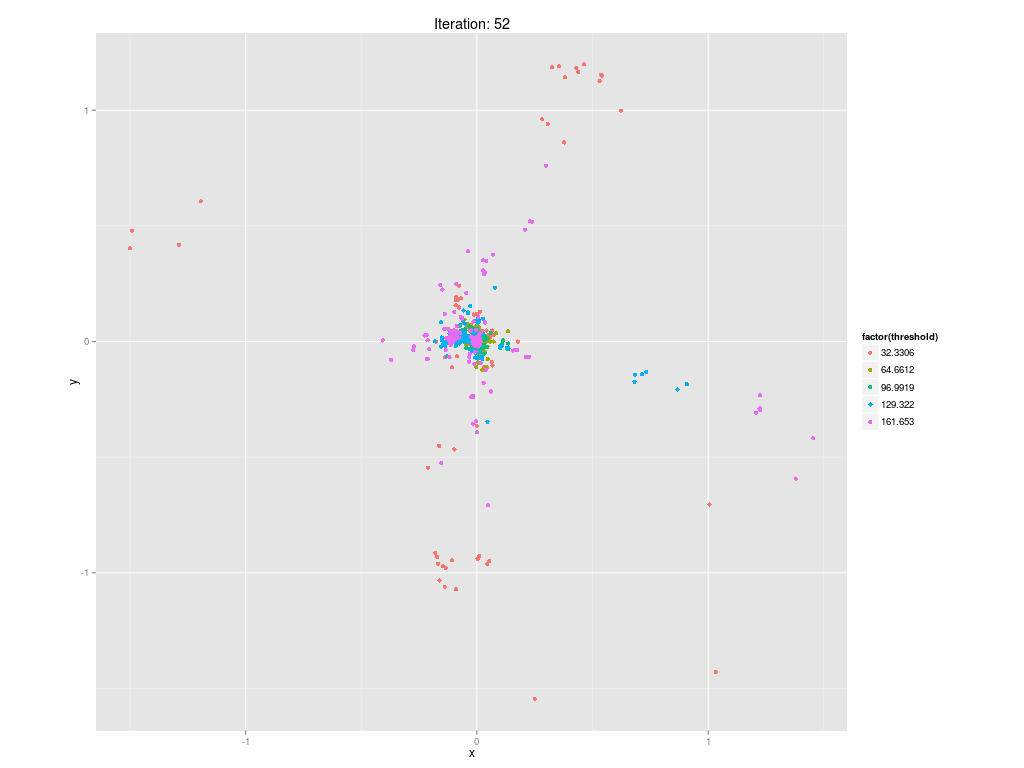 Iteration: 52
1
0
-1
y
-1
0
1
x
factor(threshold)
32.3306
64.6612
96.9919
129.322
161.653